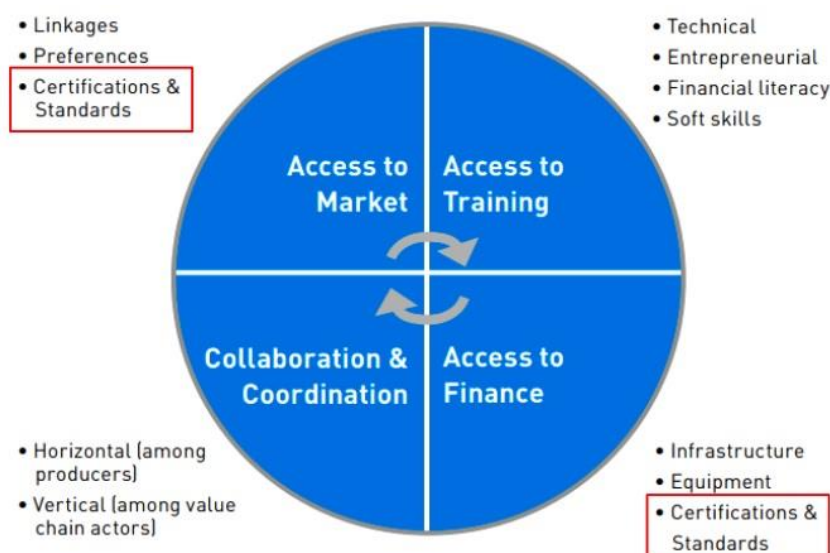 • Linkages
• Preferences
• Certifications &
Standards
• Technical
• Entrepreneurial
• Financial literacy
• Soft skills
Access to
Market
Access to
Training
Collaboration &
Coordination
Access to
Finance
• Horizontal (among
producers)
• Vertical (among value
chain actors)
• Infrastructure
• Equipment
• Certifications &
Standards